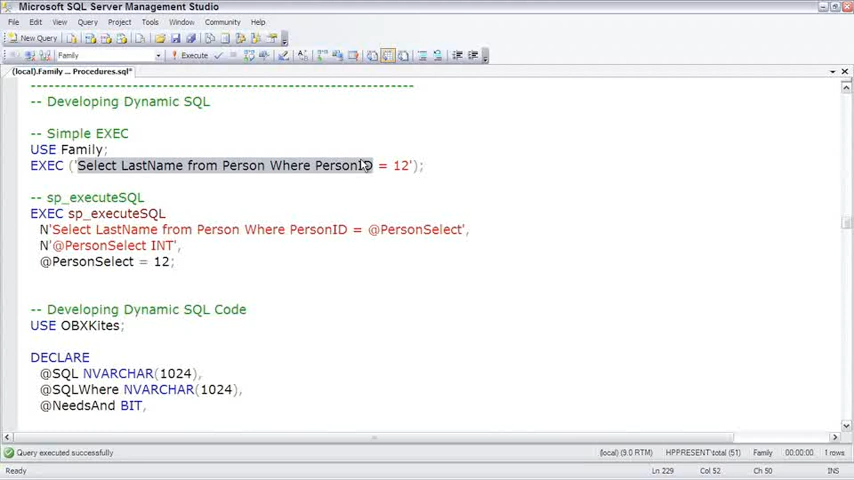 Microsoft SQL Server Management Studio
File Edit View Query Project Tools Window Community Help
New Query
Family Execute
(local).Family ... Procedures.sql*
-- Developing Dynamic SQL
-- Simple EXEC
USE Family;
EXEC ('Select LastName from Person Where PersonID = 12');
-- sp_executeSQL
EXEC sp_executeSQL
N'Select LastName from Person Where PersonID = @PersonSelect',
N'@PersonSelect INT',
@PersonSelect = 12;
-- Developing Dynamic SQL Code
USE OBXKites;
DECLARE
@SQL NVARCHAR(1024),
@SQLWhere NVARCHAR(1024),
@NeedsAnd BIT,
Query executed successfully (local) (9.0 RTM) HPPRESENT\total (51) Family 00:00:00 1 rows
Ready Ln 229 Col 52 Ch 50 INS